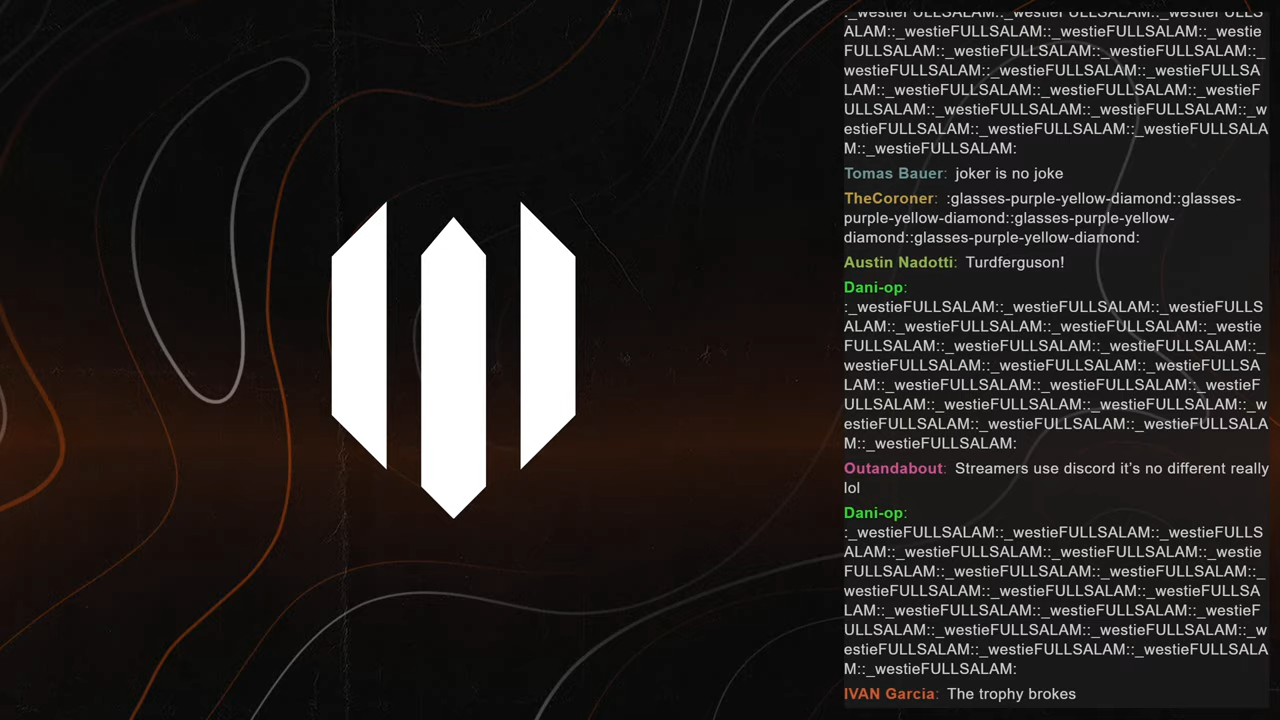 :_westieFULLSALAM::_westieFULLSALAM::_westieFULLS
ALAM::_westieFULLSALAM::_westieFULLSALAM::_westie
FULLSALAM::_westieFULLSALAM::_westieFULLSALAM::_
westieFULLSALAM::_westieFULLSALAM::_westieFULLSA
LAM::_westieFULLSALAM::_westieFULLSALAM::_westieF
ULLSALAM::_westieFULLSALAM::_westieFULLSALAM::_w
estieFULLSALAM::_westieFULLSALAM::_westieFULLSALA
M::_westieFULLSALAM:
Tomas Bauer: joker is no joke
TheCoroner: :glasses-purple-yellow-diamond::glasses-
purple-yellow-diamond::glasses-purple-yellow-
diamond::glasses-purple-yellow-diamond:
Austin Nadotti: Turdferguson!
Dani-op:
:_westieFULLSALAM::_westieFULLSALAM::_westieFULLS
ALAM::_westieFULLSALAM::_westieFULLSALAM::_westie
FULLSALAM::_westieFULLSALAM::_westieFULLSALAM::_
westieFULLSALAM::_westieFULLSALAM::_westieFULLSA
LAM::_westieFULLSALAM::_westieFULLSALAM::_westieF
ULLSALAM::_westieFULLSALAM::_westieFULLSALAM::_w
estieFULLSALAM::_westieFULLSALAM::_westieFULLSALA
M::_westieFULLSALAM:
Outandabout: Streamers use discord it’s no different really
lol
Dani-op:
:_westieFULLSALAM::_westieFULLSALAM::_westieFULLS
ALAM::_westieFULLSALAM::_westieFULLSALAM::_westie
FULLSALAM::_westieFULLSALAM::_westieFULLSALAM::_
westieFULLSALAM::_westieFULLSALAM::_westieFULLSA
LAM::_westieFULLSALAM::_westieFULLSALAM::_westieF
ULLSALAM::_westieFULLSALAM::_westieFULLSALAM::_w
estieFULLSALAM::_westieFULLSALAM::_westieFULLSALA
M::_westieFULLSALAM:
IVAN Garcia: The trophy brokes